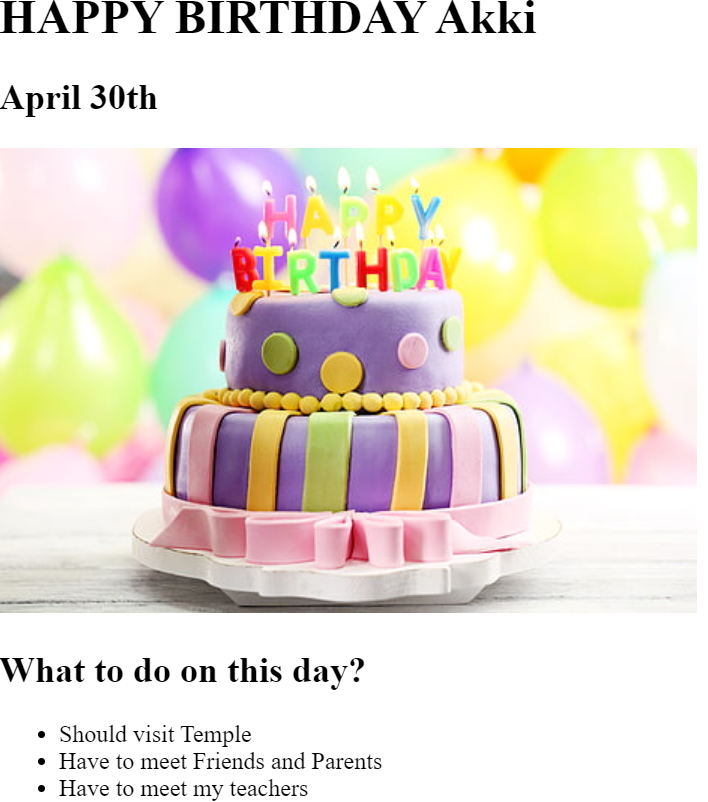 HAPPY BIRTHDAY Akki
April 30th
HAPPY
BIRTHDAY
What to do on this day?
Should visit Temple
Have to meet Friends and Parents
Have to meet my teachers